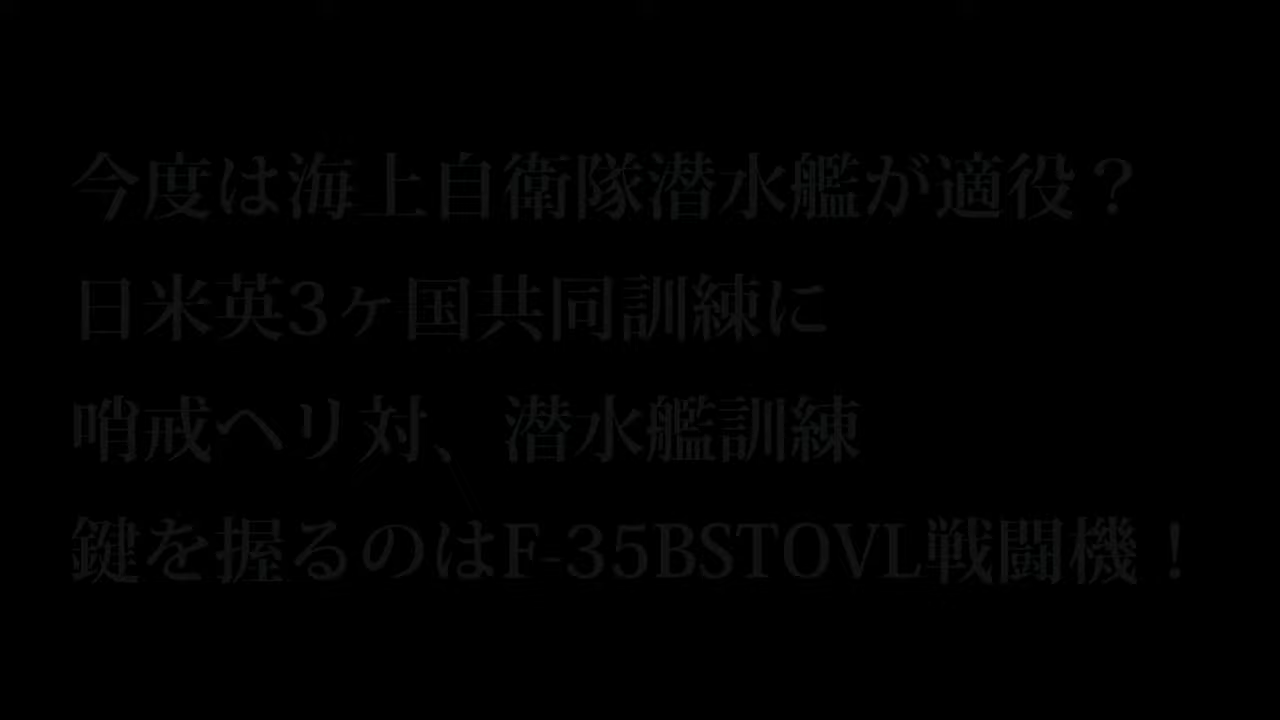 今度は海上自衛隊潜水艦が適役？
日米英3ヶ国共同訓練に
哨戒ヘリ対、潜水艦訓練
鍵を握るのはF-35BSTOVL戦闘機！